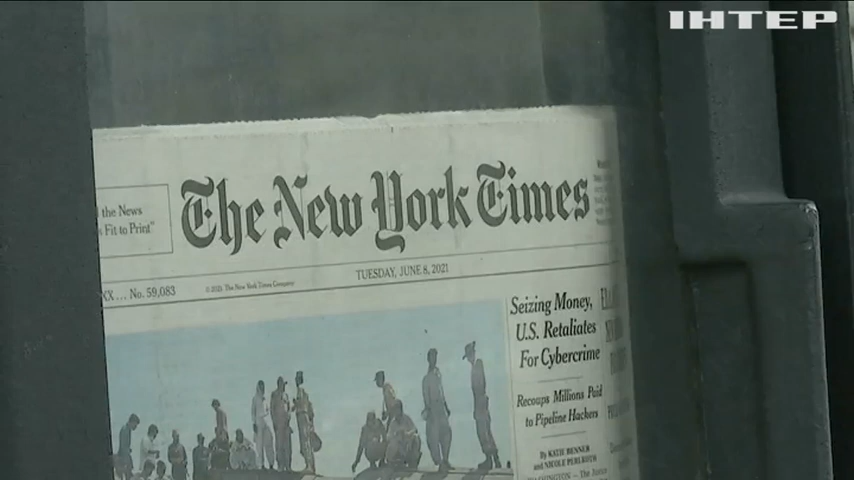 ІНТЕР
the News
Fit to Print"
The New York Times
No. 59,083
© 2021 The New York Times Company
TUESDAY, JUNE 8, 2021
Seizing Money,
U.S. Retaliates
For Cybercrime
Recoups Millions Paid
to Pipeline Hackers
By KATIE BENNER
and NICOLE PERLROTH
WASHINGTON — The Justice